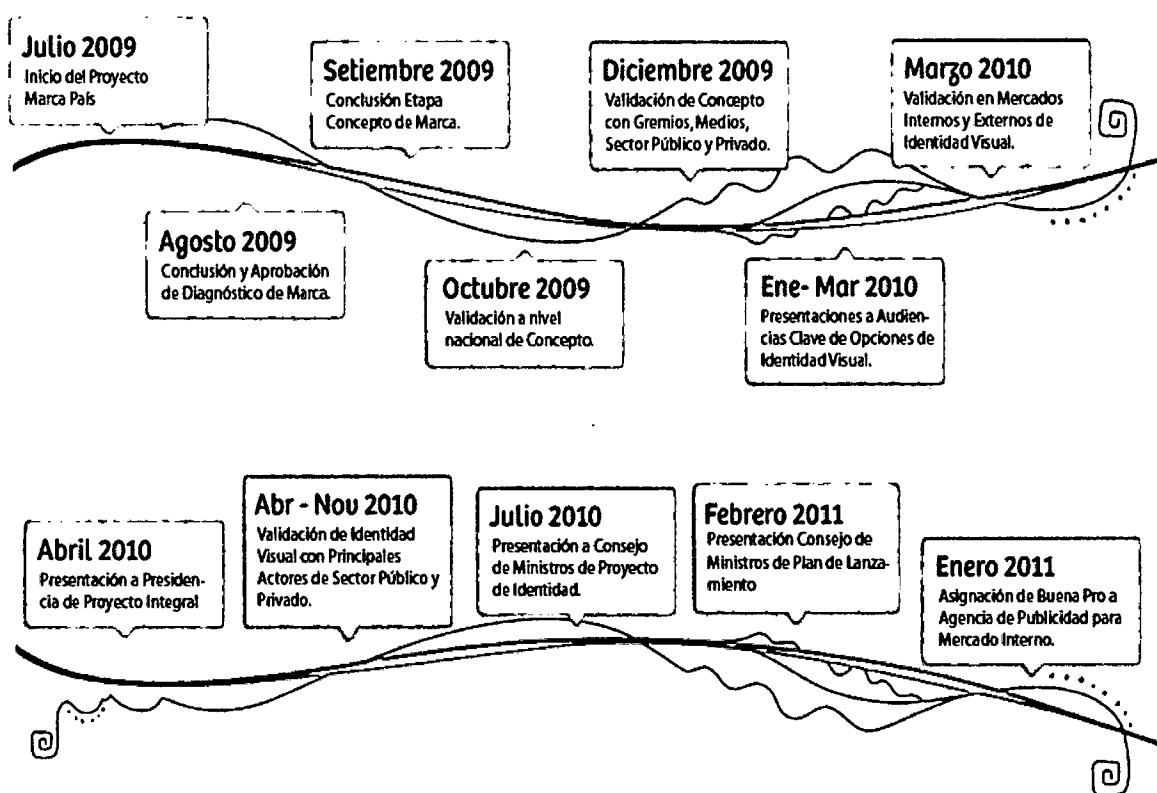 Julio 2009
Inicio del Proyecto
Marca País
Agosto 2009
Conclusión y Aprobación
de Diagnóstico de Marca.
Setiembre 2009
Conclusión Etapa
Concepto de Marca.
Octubre 2009
Validación a nivel
nacional de Concepto.
Diciembre 2009
Validación de Concepto
con Gremios, Medios,
Sector Público y Privado.
Ene- Mar 2010
Presentaciones a Audien-
cias Clave de Opciones de
Identidad Visual.
Marzo 2010
Validación en Mercados
Internos y Externos de
Identidad Visual.
Abril 2010
Presentación a Presiden-
cia de Proyecto Integral
Abr - Nov 2010
Validación de Identidad
Visual con Principales
Actores de Sector Público y
Privado.
Julio 2010
Presentación a Consejo
de Ministros de Proyecto
de Identidad.
Febrero 2011
Presentación Consejo de
Ministros de Plan de Lanza-
miento
Enero 2011
Asignación de Buena Pro a
Agencia de Publicidad para
Mercado Interno.